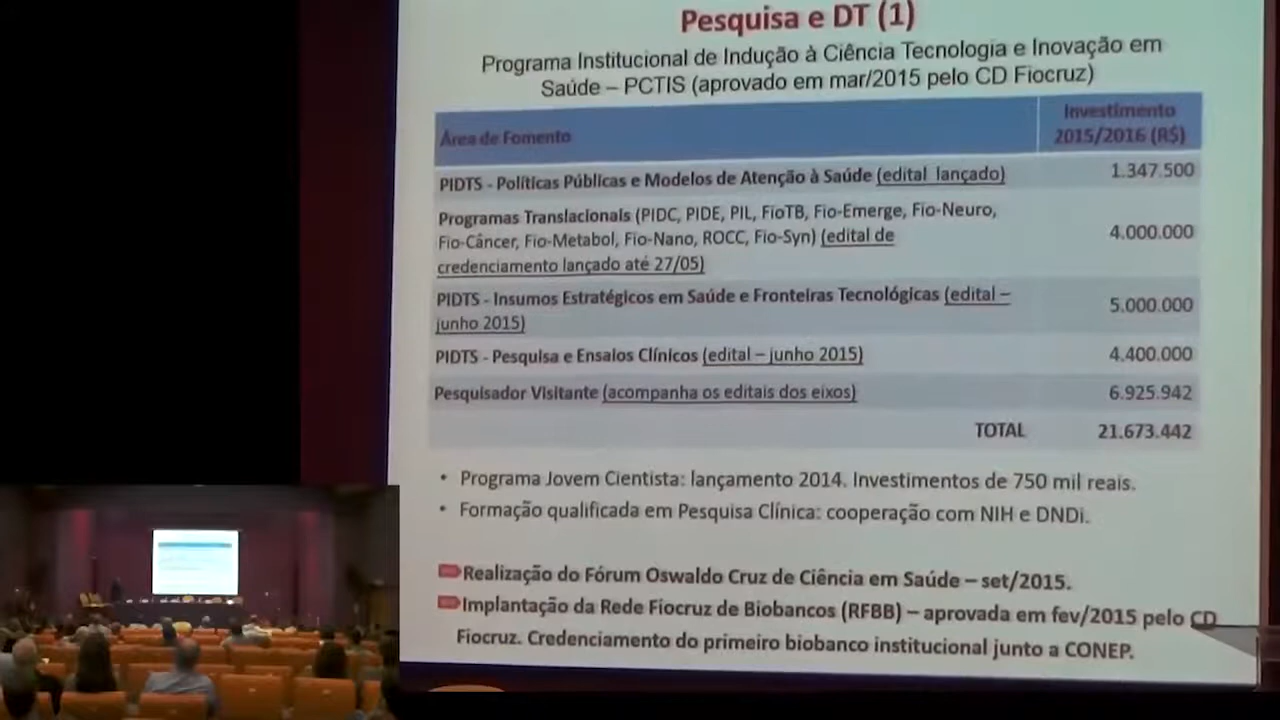 Pesquisa e DT (1)
Programa Institucional de Indução à Ciência Tecnologia e Inovação em
Saúde – PCTIS (aprovado em mar/2015 pelo CD Fiocruz)
Área de Fomento
Investimento
2015/2016 (R$)
PIDTS - Políticas Públicas e Modelos de Atenção à Saúde (edital lançado)
1.347.500
Programas Translacionais (PIDC, PIDE, PIL, FioTB, Fio-Emerge, Fio-Neuro,
Fio-Câncer, Fio-Metabol, Fio-Nano, ROCC, Fio-Syn) (edital de
credenciamento lançado até 27/05)
4.000.000
PIDTS - Insumos Estratégicos em Saúde e Fronteiras Tecnológicas (edital –
junho 2015)
5.000.000
PIDTS - Pesquisa e Ensaios Clínicos (edital – junho 2015)
4.400.000
Pesquisador Visitante (acompanha os editais dos eixos)
6.925.942
TOTAL
21.673.442
• Programa Jovem Cientista: lançamento 2014. Investimentos de 750 mil reais.
• Formação qualificada em Pesquisa Clínica: cooperação com NIH e DNDi.
Realização do Fórum Oswaldo Cruz de Ciência em Saúde – set/2015.
Implantação da Rede Fiocruz de Biobancos (RFBB) – aprovada em fev/2015 pelo CD
Fiocruz. Credenciamento do primeiro biobanco institucional junto a CONEP.